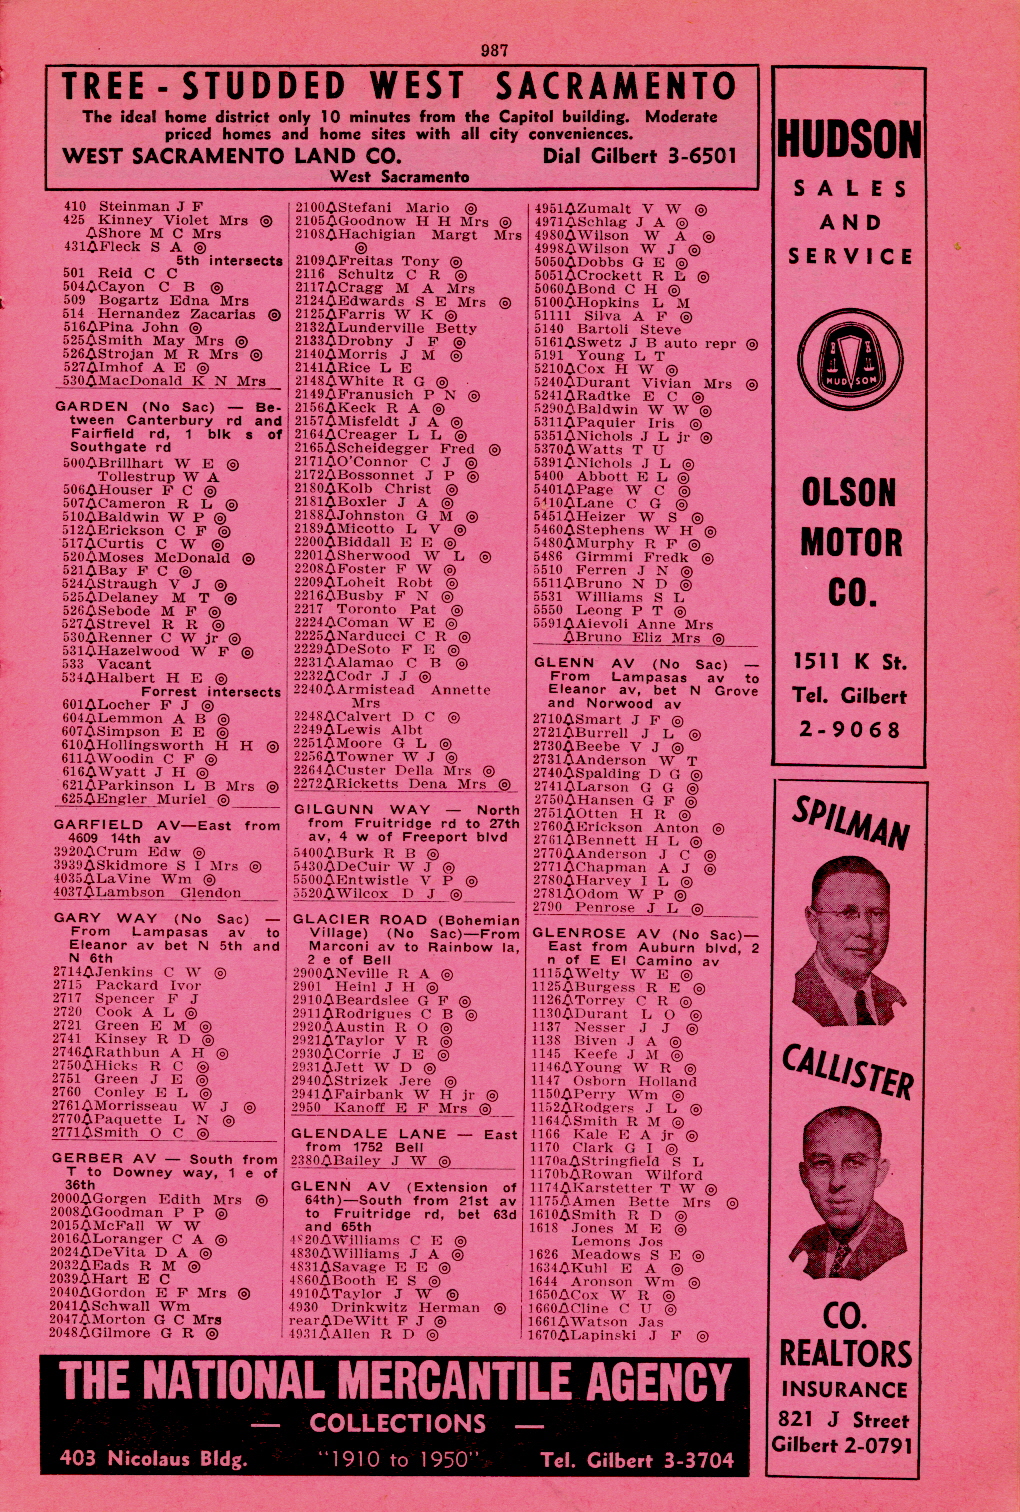 987
TREE - STUDDED WEST SACRAMENTO
The ideal home district only 10 minutes from the Capitol building. Moderate
priced homes and home sites with all city conveniences.
WEST SACRAMENTO LAND CO. Dial Gilbert 3-6501
West Sacramento
410 Steinman J F
425 Kinney Violet Mrs ◎
△Shore M C Mrs
431△Fleck S A ◎
5th intersects
501 Reid C C
504△Cayon C B ◎
509 Bogartz Edna Mrs
514 Hernandez Zacarias ◎
516△Pina John ◎
525△Smith May Mrs ◎
526△Strojan M R Mrs ◎
527△Imhof A E ◎
530△MacDonald K N Mrs
GARDEN (No Sac) — Be-
tween Canterbury rd and
Fairfield rd, 1 blk s of
Southgate rd
500△Brillhart W E ◎
Tollestrup W A
506△Houser F C ◎
507△Cameron R L ◎
510△Baldwin W P ◎
512△Erickson C F ◎
517△Curtis C W ◎
520△Moses McDonald ◎
521△Bay F C ◎
524△Straugh V J ◎
525△Delaney M T ◎
526△Sebode M F ◎
527△Strevel R R ◎
530△Renner C W jr ◎
531△Hazelwood W F ◎
533 Vacant
534△Halbert H E ◎
Forrest intersects
601△Locher F J ◎
604△Lemmon A B ◎
607△Simpson E E ◎
610△Hollingsworth H H ◎
611△Woodin C F ◎
616△Wyatt J H ◎
621△Parkinson L B Mrs ◎
625△Engler Muriel ◎
GARFIELD AV—East from
4609 14th av
3920△Crum Edw ◎
3939△Skidmore S I Mrs ◎
4035△LaVine Wm ◎
4037△Lambson Glendon
GARY WAY (No Sac) —
From Lampasas av to
Eleanor av bet N 5th and
N 6th
2714△Jenkins C W ◎
2715 Packard Ivor
2717 Spencer F J
2720 Cook A L ◎
2721 Green E M ◎
2741 Kinsey R D ◎
2746△Rathbun A H ◎
2750△Hicks R C ◎
2751 Green J E ◎
2760 Conley E L ◎
2761△Morrisseau W J ◎
2770△Paquette L N ◎
2771△Smith O C ◎
GERBER AV — South from
T to Downey way, 1 e of
36th
2000△Gorgen Edith Mrs ◎
2008△Goodman P P ◎
2015△McFall W W
2016△Loranger C A ◎
2024△DeVita D A ◎
2032△Eads R M ◎
2039△Hart E C
2040△Gordon E F Mrs ◎
2041△Schwall Wm
2047△Morton G C Mrs
2048△Gilmore G R ◎
2100△Stefani Mario ◎
2105△Goodnow H H Mrs ◎
2108△Hachigian Margt Mrs
◎
2109△Freitas Tony ◎
2116 Schultz C R ◎
2117△Cragg M A Mrs
2124△Edwards S E Mrs ◎
2125△Farris W K ◎
2132△Lunderville Betty
2133△Drobny J F ◎
2140△Morris J M ◎
2141△Rice L E
2148△White R G ◎
2149△Franusich P N ◎
2156△Keck R A ◎
2157△Misfeldt J A ◎
2164△Creager L L ◎
2165△Scheidegger Fred ◎
2171△O'Connor C J ◎
2172△Bossonnet J P ◎
2180△Kolb Christ ◎
2181△Boxler J A ◎
2188△Johnston G M ◎
2189△Micotto L V ◎
2200△Biddall E E ◎
2201△Sherwood W L ◎
2208△Foster F W ◎
2209△Loheit Robt ◎
2216△Busby F N ◎
2217 Toronto Pat ◎
2224△Coman W E ◎
2225△Narducci C R ◎
2229△DeSoto F E ◎
2231△Alamao C B ◎
2232△Codr J J ◎
2240△Armistead Annette
Mrs
2248△Calvert D C ◎
2249△Lewis Albt
2251△Moore G L ◎
2256△Towner W J ◎
2264△Custer Della Mrs ◎
2272△Ricketts Dena Mrs ◎
GILGUNN WAY — North
from Fruitridge rd to 27th
av, 4 w of Freeport blvd
5400△Burk R B ◎
5430△DeCuir W J ◎
5500△Entwistle V P ◎
5520△Wilcox D J ◎
GLACIER ROAD (Bohemian
Village) (No Sac)—From
Marconi av to Rainbow la,
2 e of Bell
2900△Neville R A ◎
2901 Heinl J H ◎
2910△Beardslee G F ◎
2911△Rodrigues C B ◎
2920△Austin R O ◎
2921△Taylor V R ◎
2930△Corrie J E ◎
2931△Jett W D ◎
2940△Strizek Jere ◎
2941△Fairbank W H jr ◎
2950 Kanoff E F Mrs ◎
GLENDALE LANE — East
from 1752 Bell
2380△Bailey J W ◎
GLENN AV (Extension of
64th)—South from 21st av
to Fruitridge rd, bet 63d
and 65th
4820△Williams C E ◎
4830△Williams J A ◎
4831△Savage E E ◎
4860△Booth E S ◎
4910△Taylor J W ◎
4930 Drinkwitz Herman ◎
rear△DeWitt F J ◎
4931△Allen R D ◎
4951△Zumalt V W ◎
4971△Schlag J A ◎
4980△Wilson W A ◎
4998△Wilson W J ◎
5050△Dobbs G E ◎
5051△Crockett R L ◎
5060△Bond C H ◎
5100△Hopkins L M
51111 Silva A F ◎
5140 Bartoli Steve
5161△Swetz J B auto repr ◎
5191 Young L T
5210△Cox H W ◎
5240△Durant Vivian Mrs ◎
5241△Radtke E C ◎
5290△Baldwin W W ◎
5311△Paquier Iris ◎
5351△Nichols J L jr ◎
5370△Watts T U
5391△Nichols J L ◎
5400 Abbott E L ◎
5401△Page W C ◎
5410△Lane C G ◎
5451△Heizer W S ◎
5460△Stephens W H ◎
5480△Murphy R F ◎
5486 Girmmi Fredk ◎
5510 Ferren J N ◎
5511△Bruno N D ◎
5531 Williams S L
5550 Leong P T ◎
5591△Aievoli Anne Mrs
△Bruno Eliz Mrs ◎
GLENN AV (No Sac) —
From Lampasas av to
Eleanor av, bet N Grove
and Norwood av
2710△Smart J F ◎
2721△Burrell J L ◎
2730△Beebe V J ◎
2731△Anderson W T
2740△Spalding D G ◎
2741△Larson G G ◎
2750△Hansen G F ◎
2751△Otten H R ◎
2760△Erickson Anton ◎
2761△Bennett H L ◎
2770△Anderson J C ◎
2771△Chapman A J ◎
2780△Harvey I L ◎
2781△Odom W P ◎
2790 Penrose J L ◎
GLENROSE AV (No Sac)—
East from Auburn blvd, 2
n of E El Camino av
1115△Welty W E ◎
1125△Burgess R E ◎
1126△Torrey C R ◎
1130△Durant L O ◎
1137 Nesser J J ◎
1138 Biven J A ◎
1145 Keefe J M ◎
1146△Young W R ◎
1147 Osborn Holland
1150△Perry Wm ◎
1152△Rodgers J L ◎
1164△Smith R M ◎
1166 Kale E A jr ◎
1170 Clark G I ◎
1170a△Stringfield S L
1170b△Rowan Wilford
1174△Karstetter T W ◎
1175△Amen Bette Mrs ◎
1610△Smith R D ◎
1618 Jones M E ◎
Lemons Jos
1626 Meadows S E ◎
1634△Kuhl E A ◎
1644 Aronson Wm ◎
1650△Cox W R ◎
1660△Cline C U ◎
1661△Watson Jas
1670△Lapinski J F ◎
HUDSON
SALES
AND
SERVICE
HUDSON
OLSON
MOTOR
CO.
1511 K St.
Tel. Gilbert
2-9068
SPILMAN
CALLISTER
CO.
REALTORS
INSURANCE
821 J Street
Gilbert 2-0791
THE NATIONAL MERCANTILE AGENCY
— COLLECTIONS —
403 Nicolaus Bldg. "1910 to 1950" Tel. Gilbert 3-3704